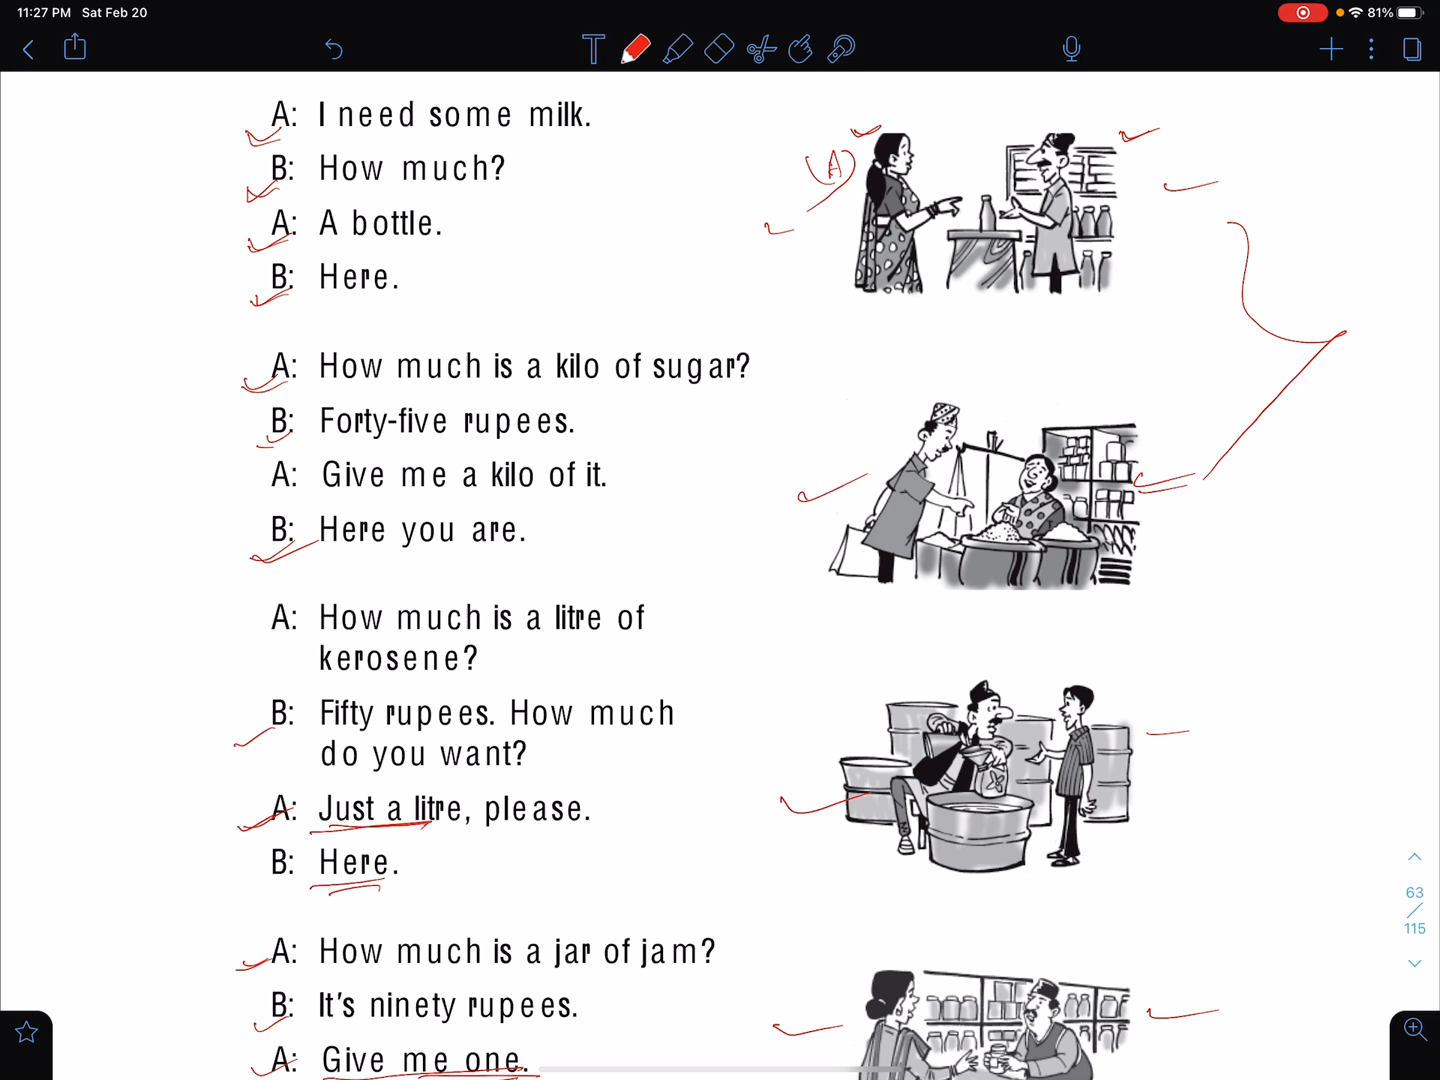 11:27 PM Sat Feb 20
81%
A: I need some milk.
B: How much?
A: A bottle.
B: Here.
(A)
A: How much is a kilo of sugar?
B: Forty-five rupees.
A: Give me a kilo of it.
B: Here you are.
A: How much is a litre of
kerosene?
B: Fifty rupees. How much
do you want?
A: Just a litre, please.
B: Here.
A: How much is a jar of jam?
B: It's ninety rupees.
A: Give me one.
63
/
115